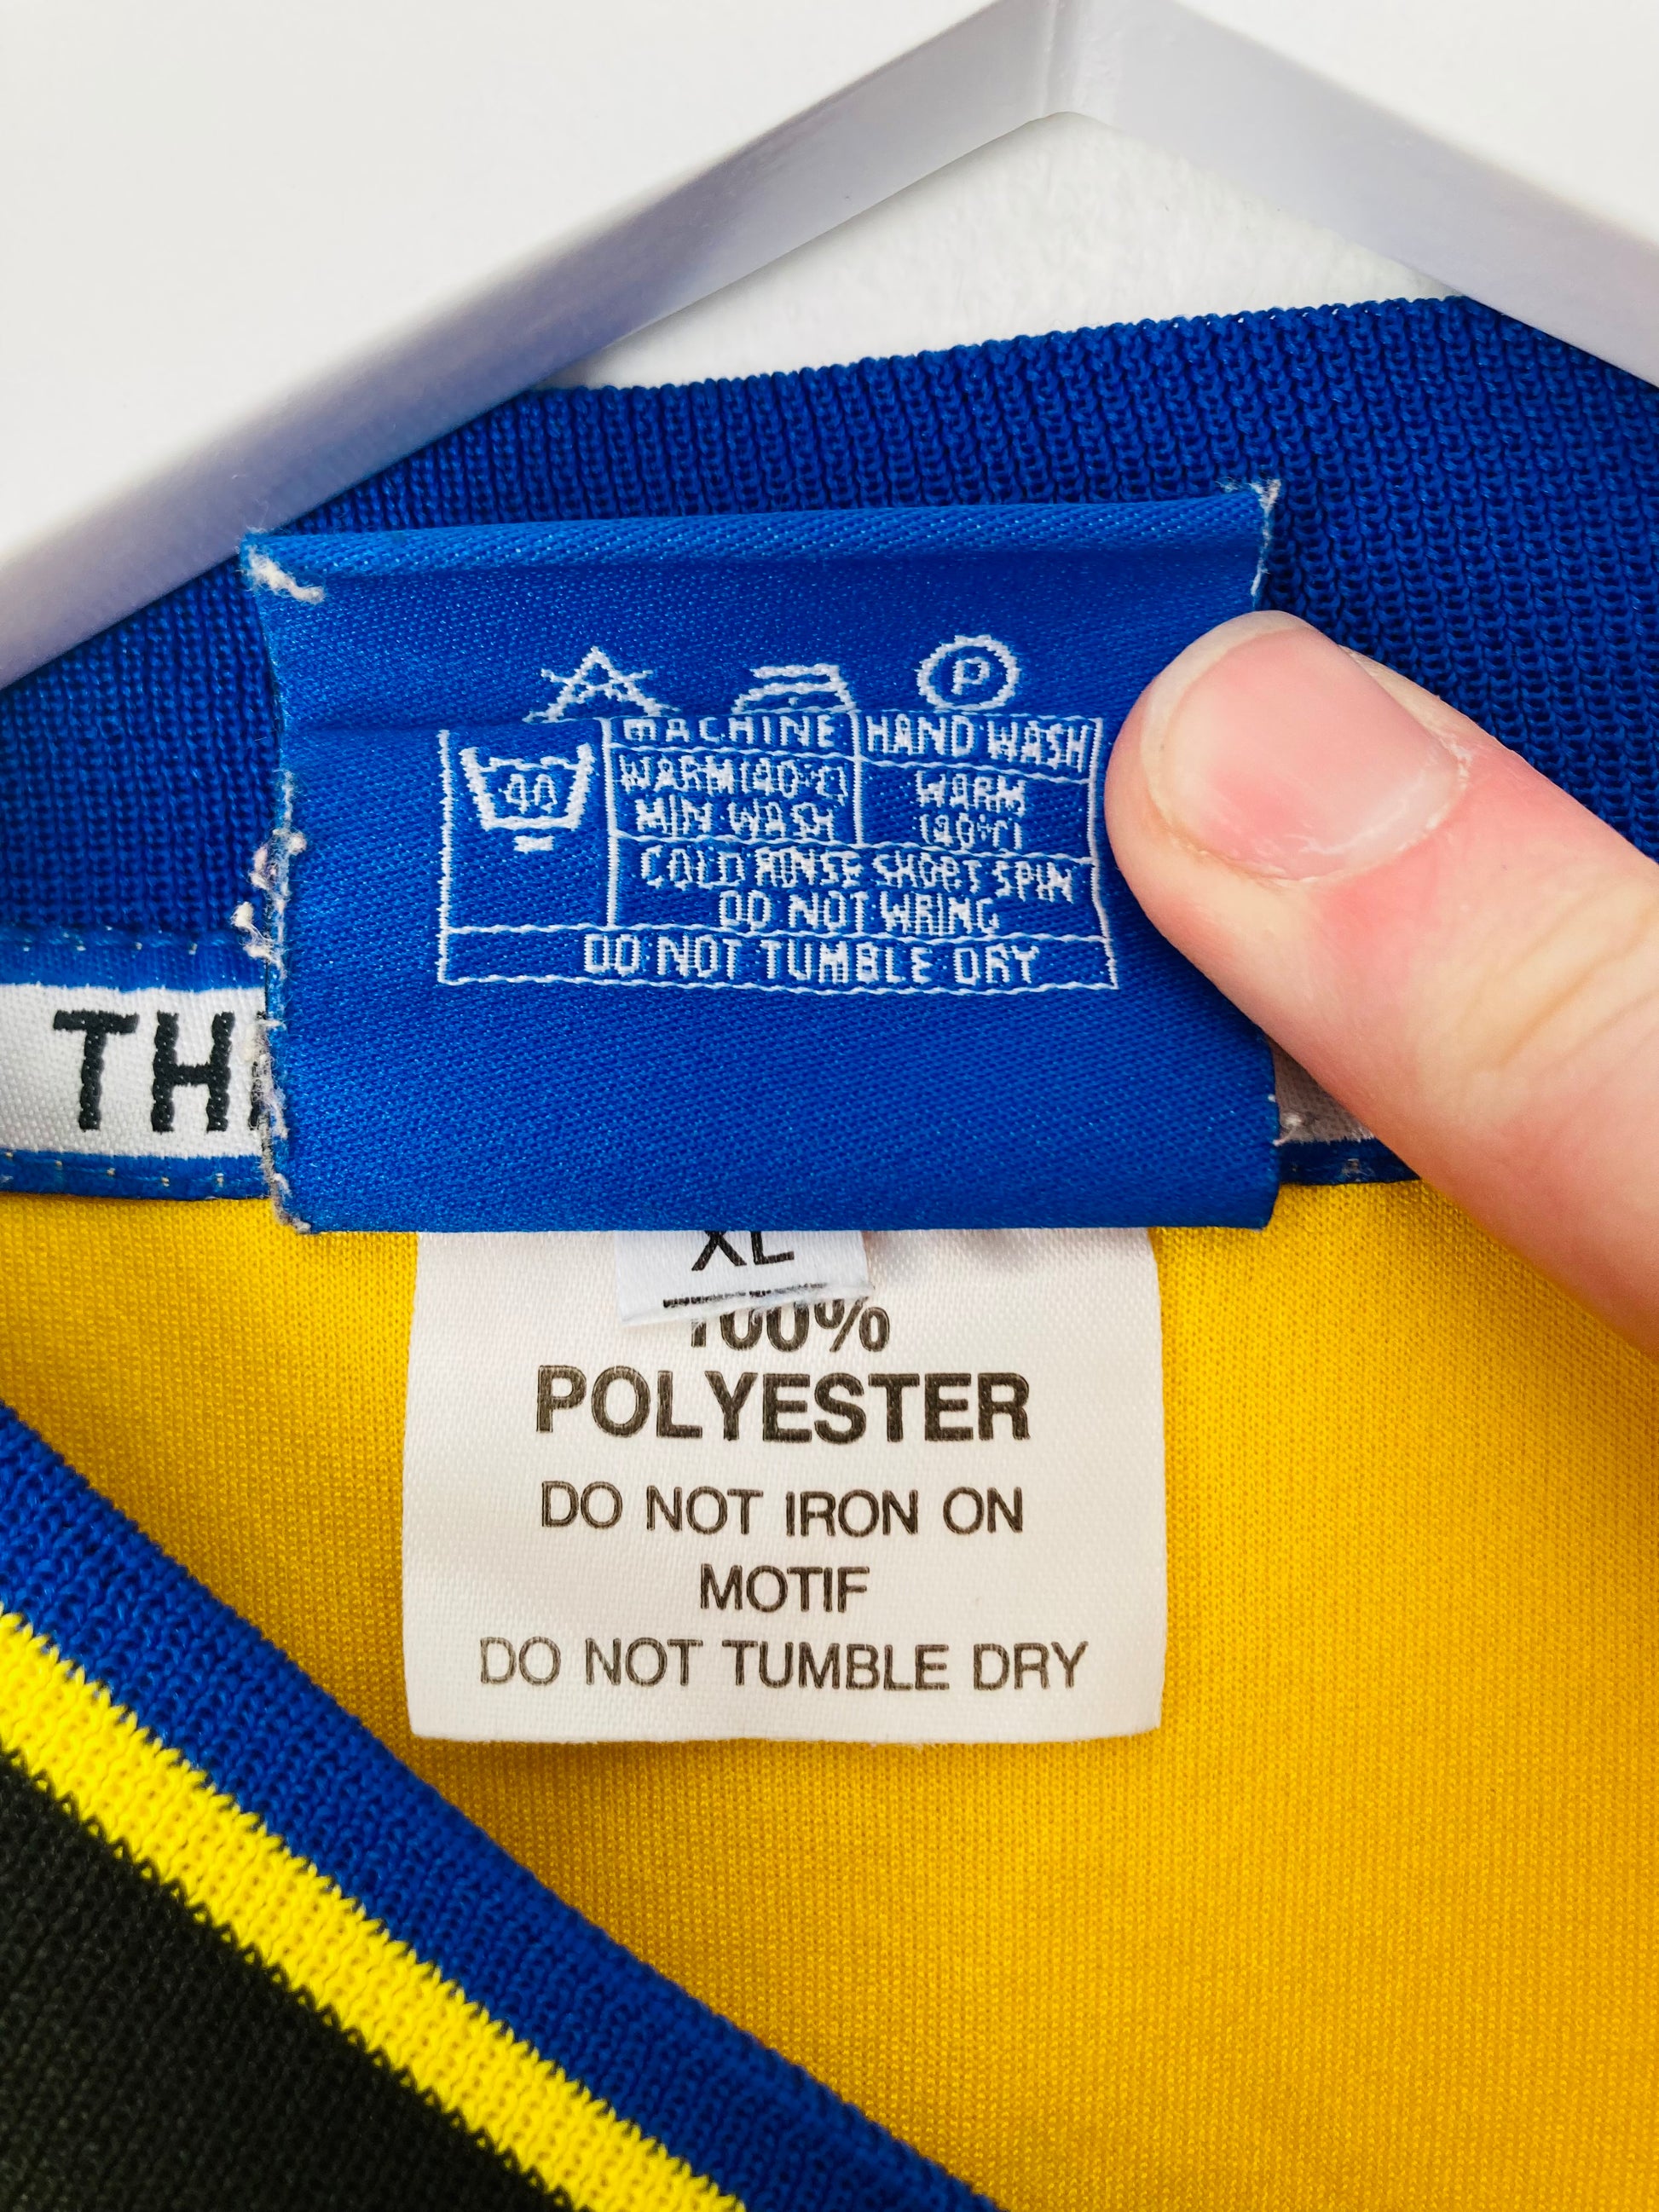 P
MACHINE HAND WASH
40 WARM (40°C) WARM
MIN WASH (40°C)
COLD RINSE SHORT SPIN
DO NOT WRING
DO NOT TUMBLE DRY
TH
XL
100%
POLYESTER
DO NOT IRON ON
MOTIF
DO NOT TUMBLE DRY